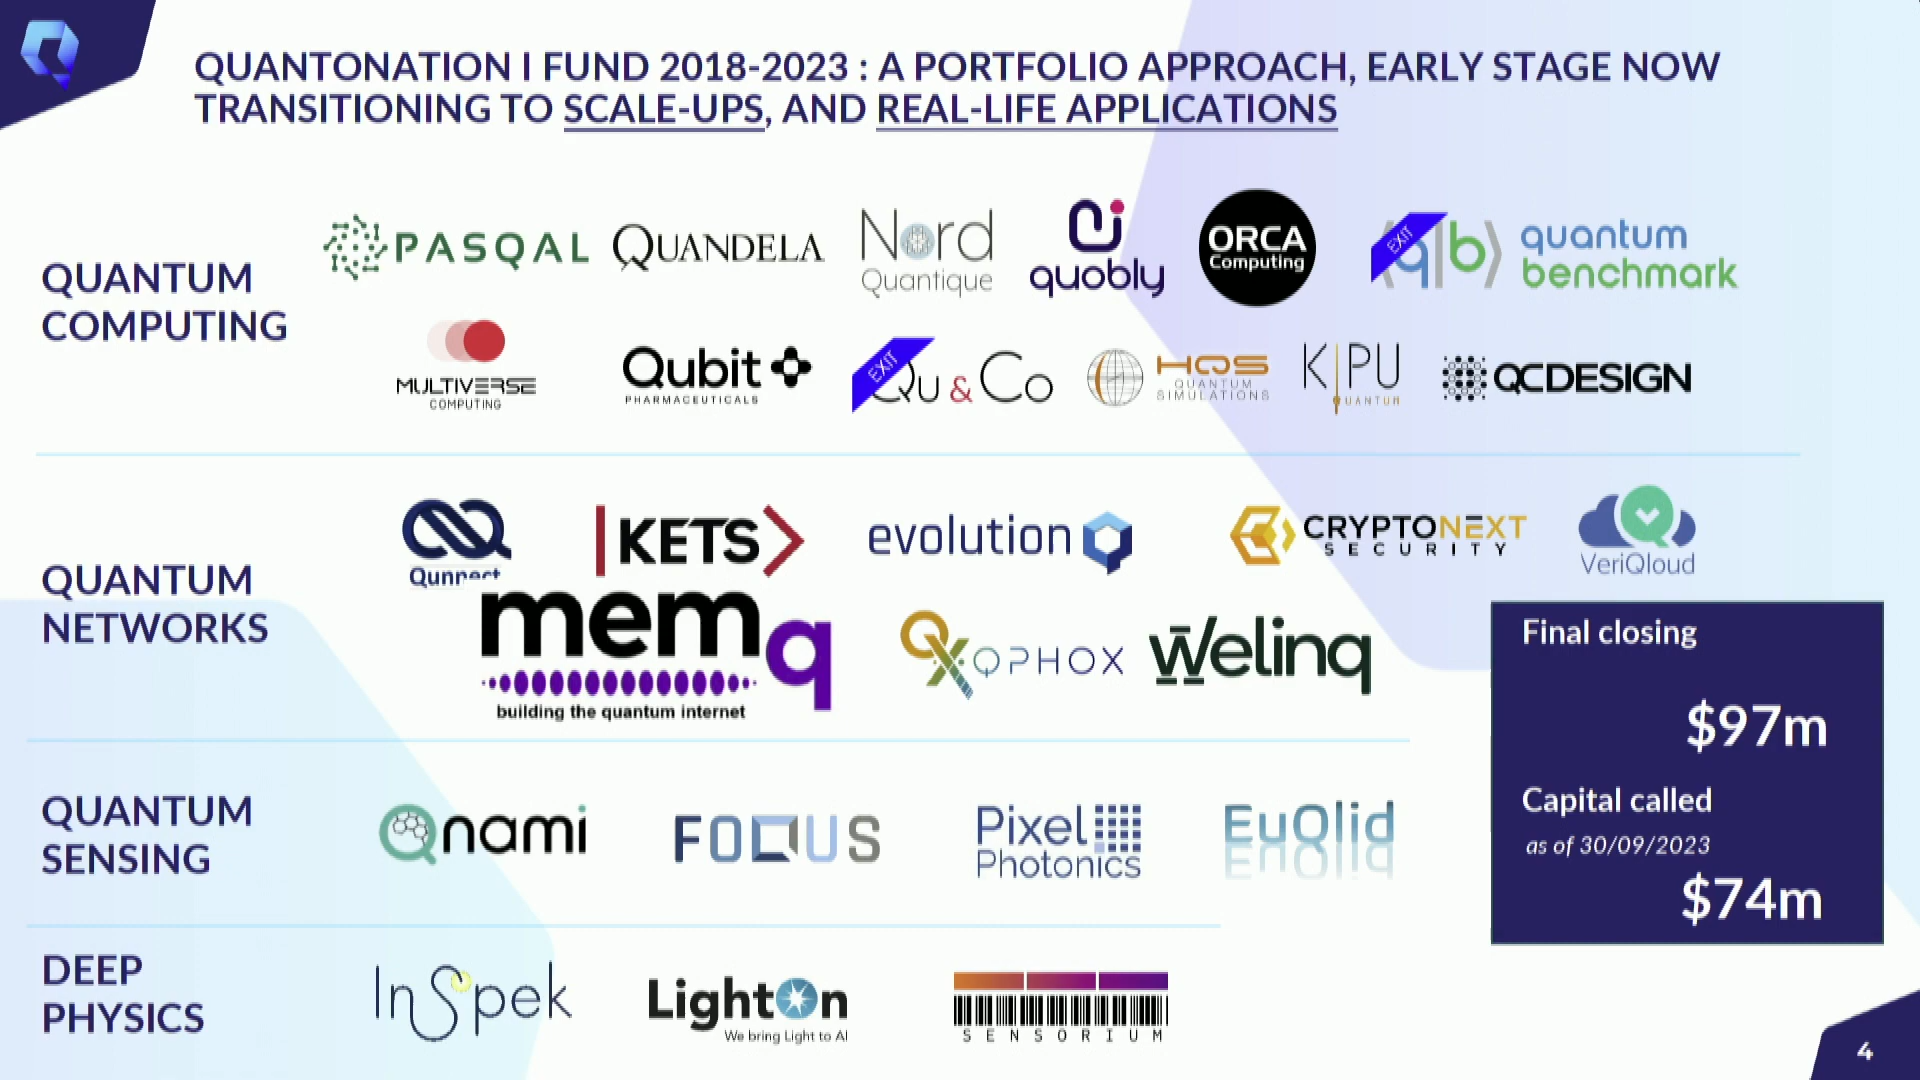 QUANTONATION I FUND 2018-2023 : A PORTFOLIO APPROACH, EARLY STAGE NOW
TRANSITIONING TO SCALE-UPS, AND REAL-LIFE APPLICATIONS
QUANTUM
COMPUTING
PASQAL
QUANDELA
Nord
Quantique
quobly
ORCA
Computing
EXIT
⟨q|b⟩
quantum
benchmark
MULTIVERSE
COMPUTING
Qubit
PHARMACEUTICALS
EXIT
Qu & Co
HQS
QUANTUM
SIMULATIONS
KIPU
QUANTUM
QCDESIGN
QUANTUM
NETWORKS
Qunnect
|KETS>
evolution
CRYPTONEXT
SECURITY
VeriQloud
memq
building the quantum internet
QPHOX
Welinq
Final closing
$97m
Capital called
as of 30/09/2023
$74m
QUANTUM
SENSING
Qnami
FOCUS
Pixel
Photonics
EuQlid
DEEP
PHYSICS
InSpek
LightOn
We bring Light to AI
SENSORIUM
4